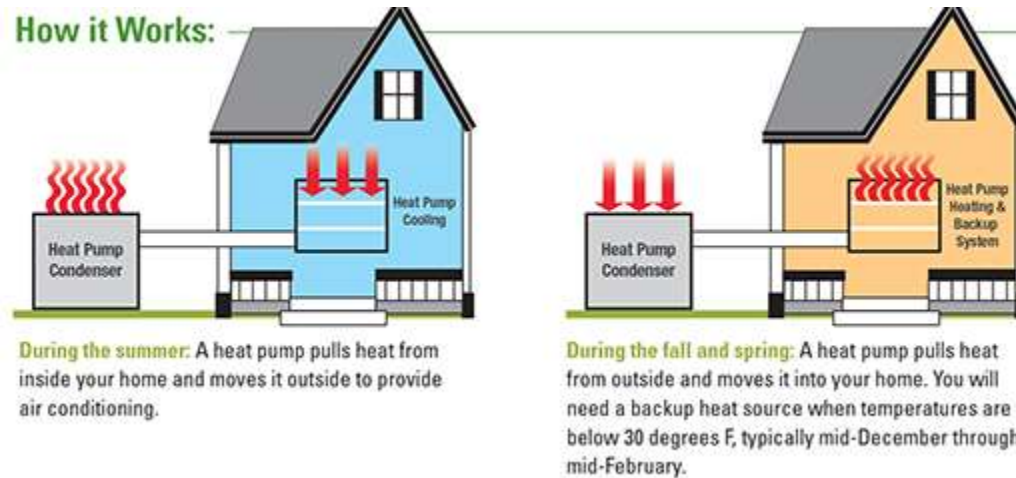 How it Works:
Heat Pump
Cooling
Heat Pump
Condenser
During the summer: A heat pump pulls heat from
inside your home and moves it outside to provide
air conditioning.
Heat Pump
Heating &
Backup
System
Heat Pump
Condenser
During the fall and spring: A heat pump pulls heat
from outside and moves it into your home. You will
need a backup heat source when temperatures are
below 30 degrees F, typically mid-December through
mid-February.